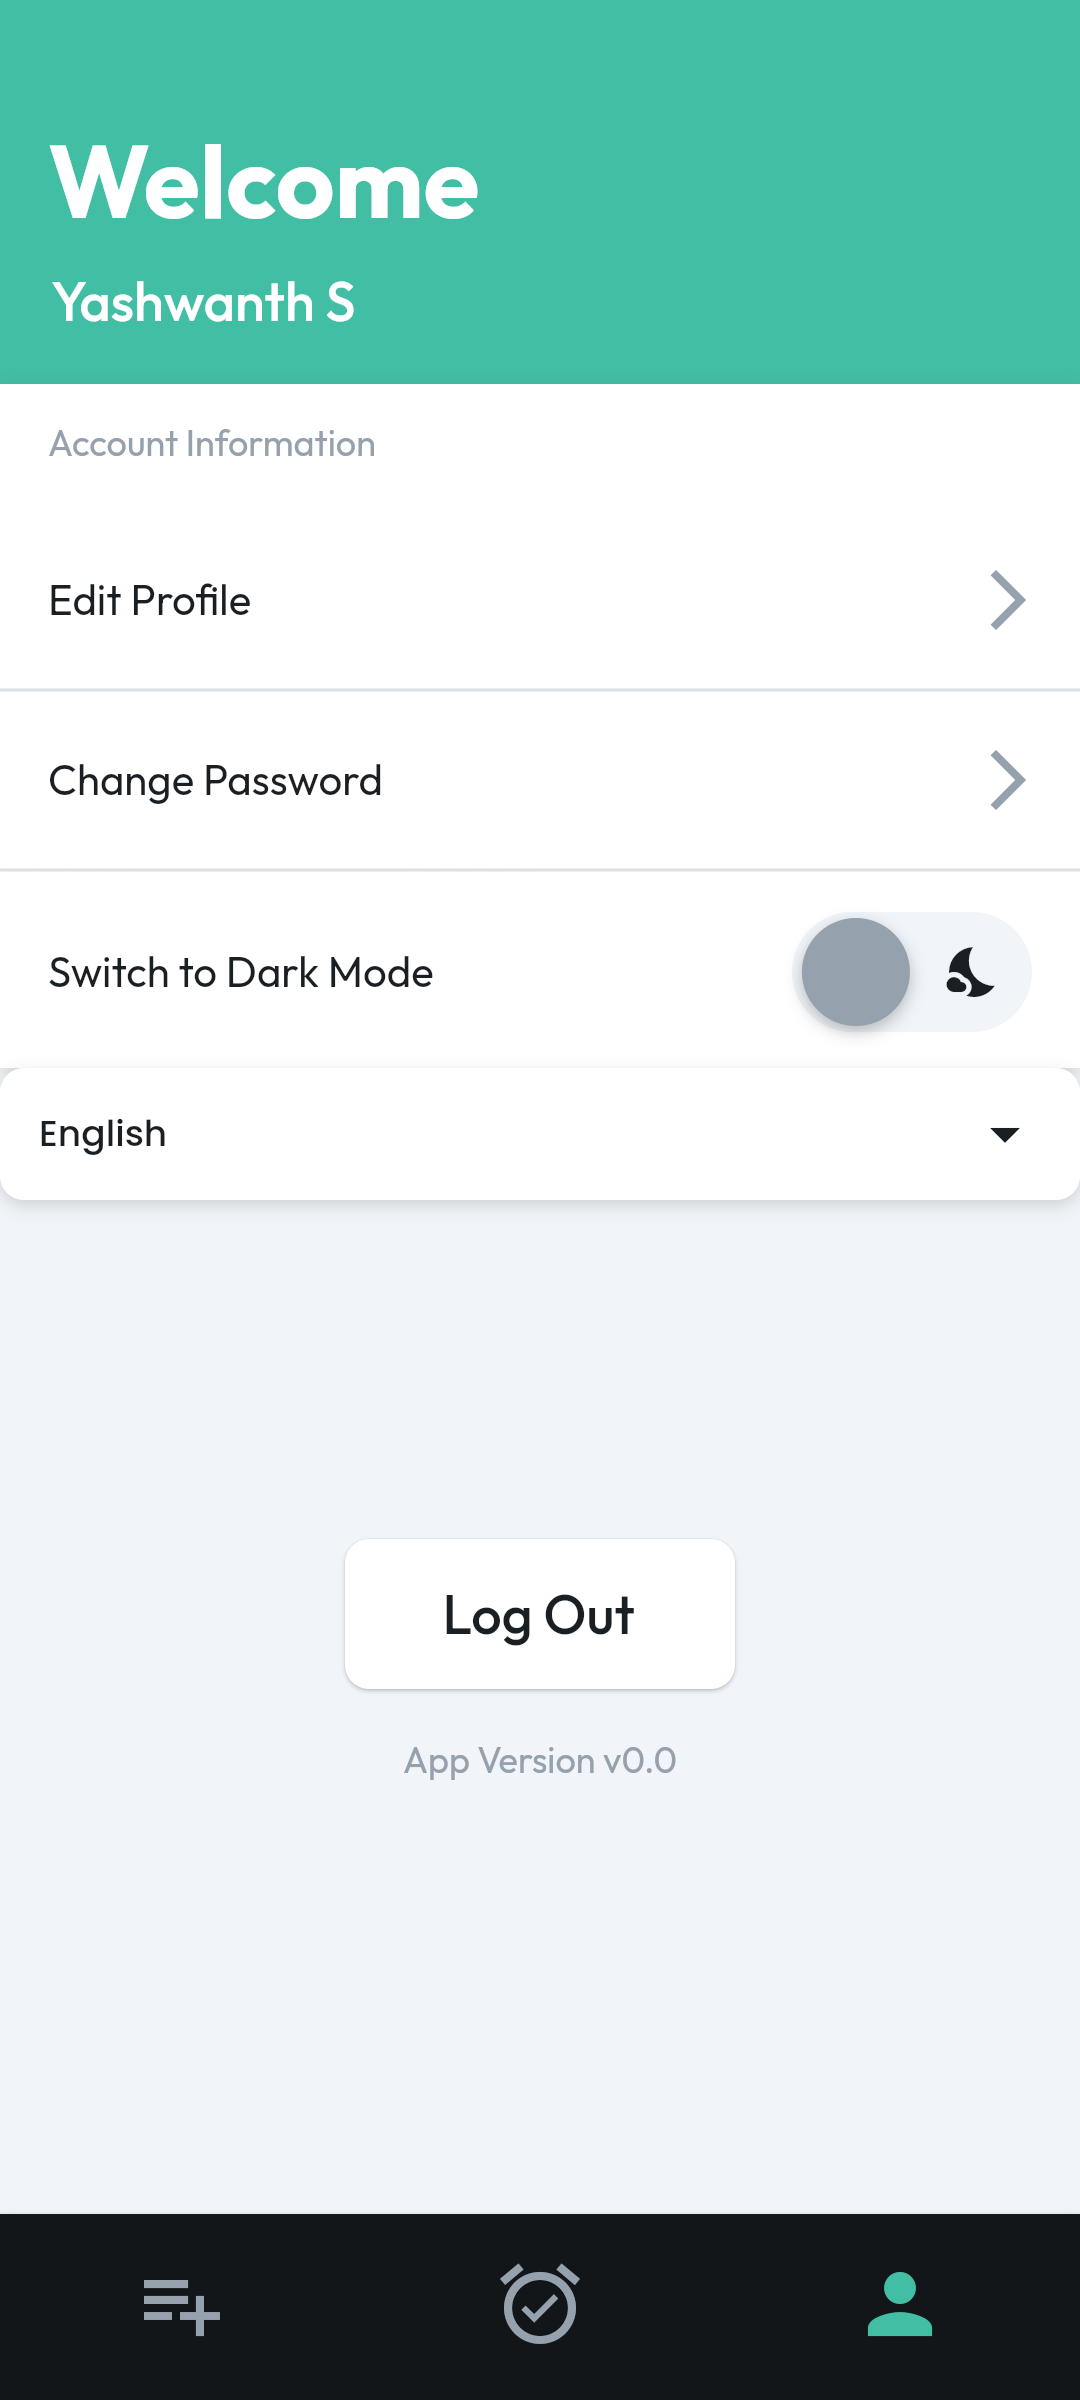 Welcome
Yashwanth S
Account Information
Edit Profile
Change Password
Switch to Dark Mode
English
Log Out
App Version v0.0